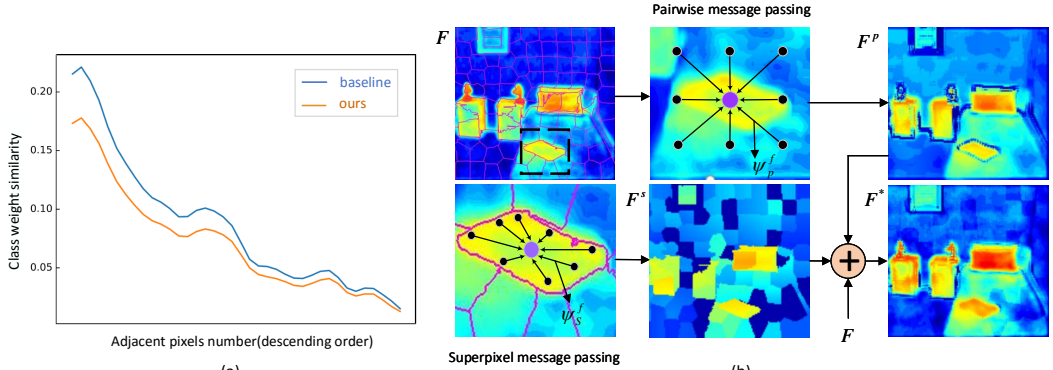 Class weight similarity
0.20
0.15
0.10
0.05
baseline
ours
Adjacent pixels number(descending order)
(a)
Pairwise message passing
F
ψ_p^f
F^p
ψ_S^f
F^s
F^*
+
F
Superpixel message passing
(b)